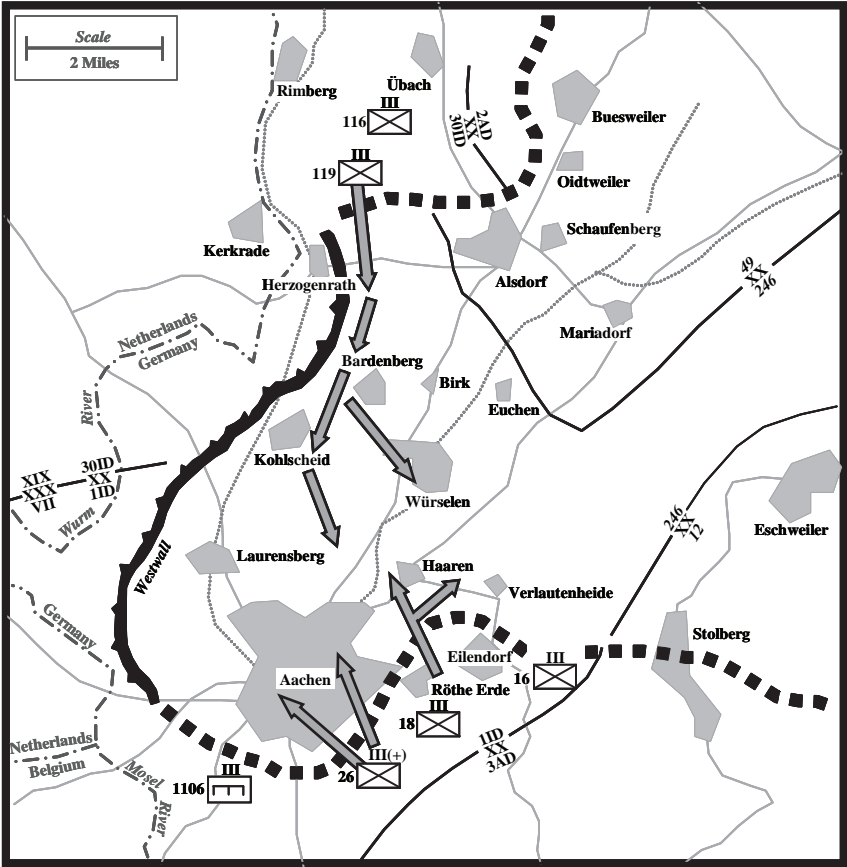 Scale
2 Miles
Rimberg
Übach
III
116
2AD
XX
30ID
Buesweiler
III
119
Oidtweiler
Kerkrade
Schaufenberg
Herzogenrath
Alsdorf
49
XX
246
Netherlands
Germany
Mariadorf
Bardenberg
Birk
Euchen
River
Kohlscheid
XIX
XXX
VII
30ID
XX
1ID
Wurm
Würselen
246
XX
12
Eschweiler
Westwall
Laurensberg
Haaren
Verlautenheide
Germany
Stolberg
Eilendorf
III
16
Aachen
Röthe Erde
III
18
Netherlands
Belgium
1ID
XX
3AD
III(+)
26
Mosel
River
III
1106